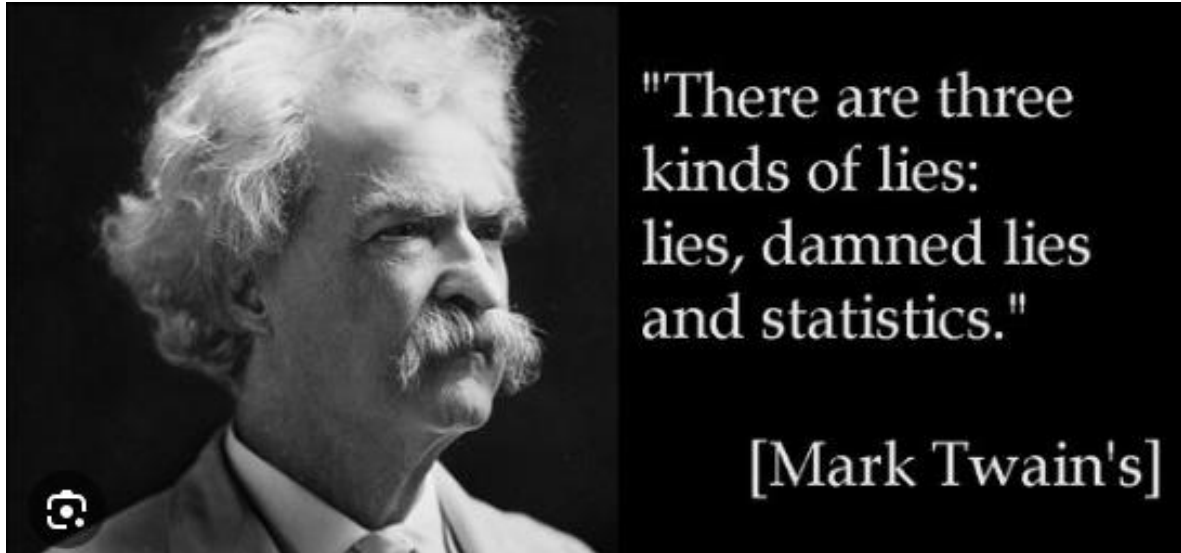 "There are three
kinds of lies:
lies, damned lies
and statistics."
[Mark Twain's]